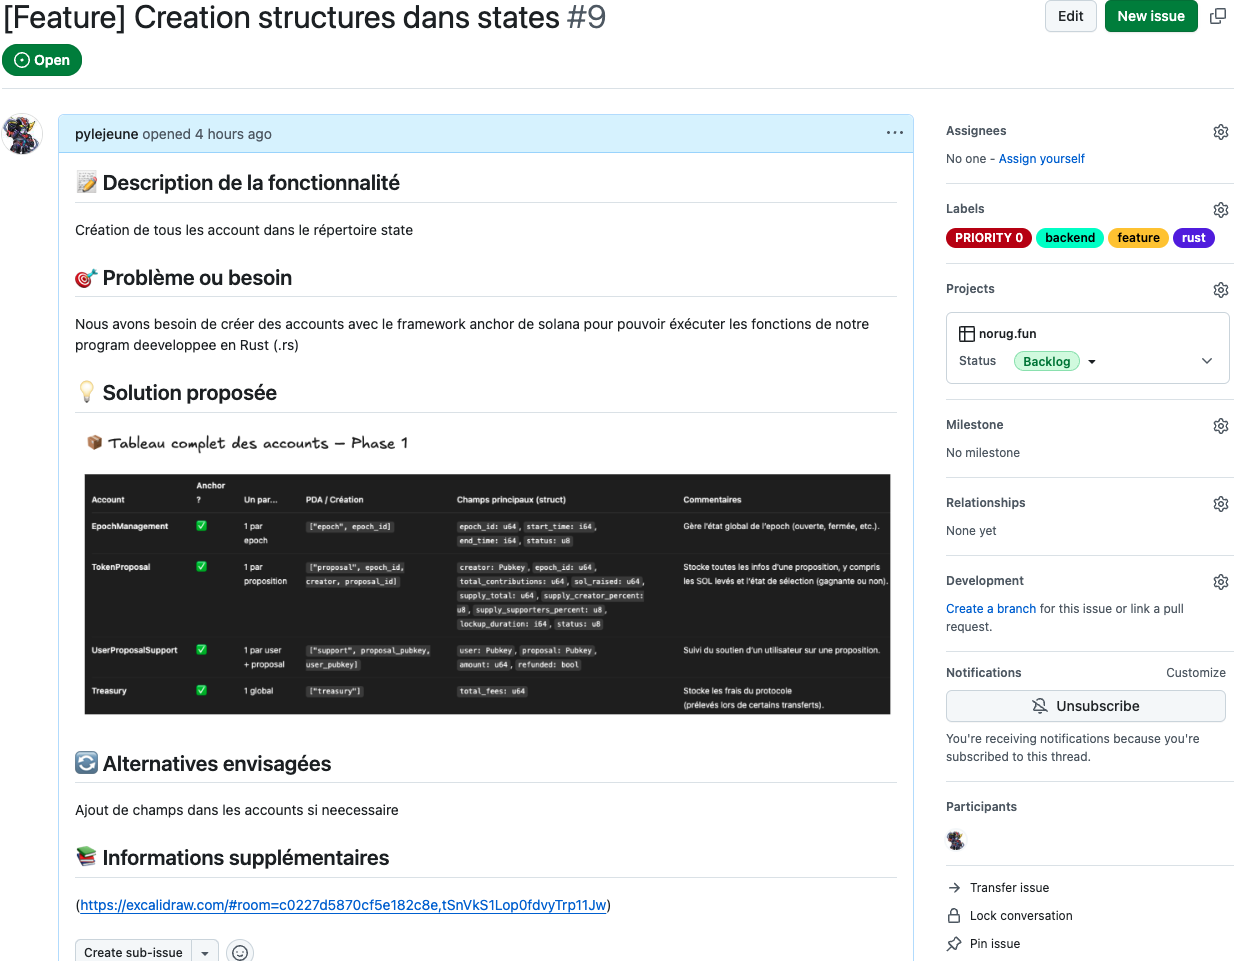 [Feature] Creation structures dans states #9
Edit
New issue
Open
pylejeune opened 4 hours ago
Description de la fonctionnalité
Création de tous les account dans le répertoire state
Problème ou besoin
Nous avons besoin de créer des accounts avec le framework anchor de solana pour pouvoir éxécuter les fonctions de notre
program deeveloppee en Rust (.rs)
Solution proposée
Tableau complet des accounts – Phase 1
Account
Anchor
?
Un par...
PDA / Création
Champs principaux (struct)
Commentaires
EpochManagement
1 par
epoch
["epoch", epoch_id]
epoch_id: u64, start_time: i64,
end_time: i64, status: u8
Gère l'état global de l'epoch (ouverte, fermée, etc.).
TokenProposal
1 par
proposition
["proposal", epoch_id,
creator, proposal_id]
creator: Pubkey, epoch_id: u64,
total_contributions: u64, sol_raised: u64,
supply_total: u64, supply_creator_percent:
u8, supply_supporters_percent: u8,
lockup_duration: i64, status: u8
Stocke toutes les infos d'une proposition, y compris
les SOL levés et l'état de sélection (gagnante ou non).
UserProposalSupport
1 par user
+ proposal
["support", proposal_pubkey,
user_pubkey]
user: Pubkey, proposal: Pubkey,
amount: u64, refunded: bool
Suivi du soutien d'un utilisateur sur une proposition.
Treasury
1 global
["treasury"]
total_fees: u64
Stocke les frais du protocole
(prélevés lors de certains transferts).
Alternatives envisagées
Ajout de champs dans les accounts si neecessaire
Informations supplémentaires
(https://excalidraw.com/#room=c0227d5870cf5e182c8e,tSnVkS1Lop0fdvyTrp11Jw)
Create sub-issue
Assignees
No one - Assign yourself
Labels
PRIORITY 0 backend feature rust
Projects
norug.fun
Status Backlog
Milestone
No milestone
Relationships
None yet
Development
Create a branch for this issue or link a pull
request.
Notifications
Customize
Unsubscribe
You're receiving notifications because you're
subscribed to this thread.
Participants
Transfer issue
Lock conversation
Pin issue